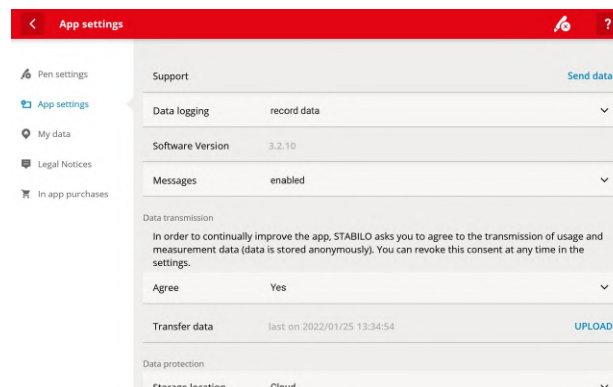 App settings
?
Pen settings
App settings
My data
Legal Notices
In app purchases
Support Send data
Data logging record data
Software Version 3.2.10
Messages enabled
Data transmission
In order to continually improve the app, STABILO asks you to agree to the transmission of usage and
measurement data (data is stored anonymously). You can revoke this consent at any time in the
settings.
Agree Yes
Transfer data last on 2022/01/25 13:34:54 UPLOAD
Data protection
Storage location Cloud